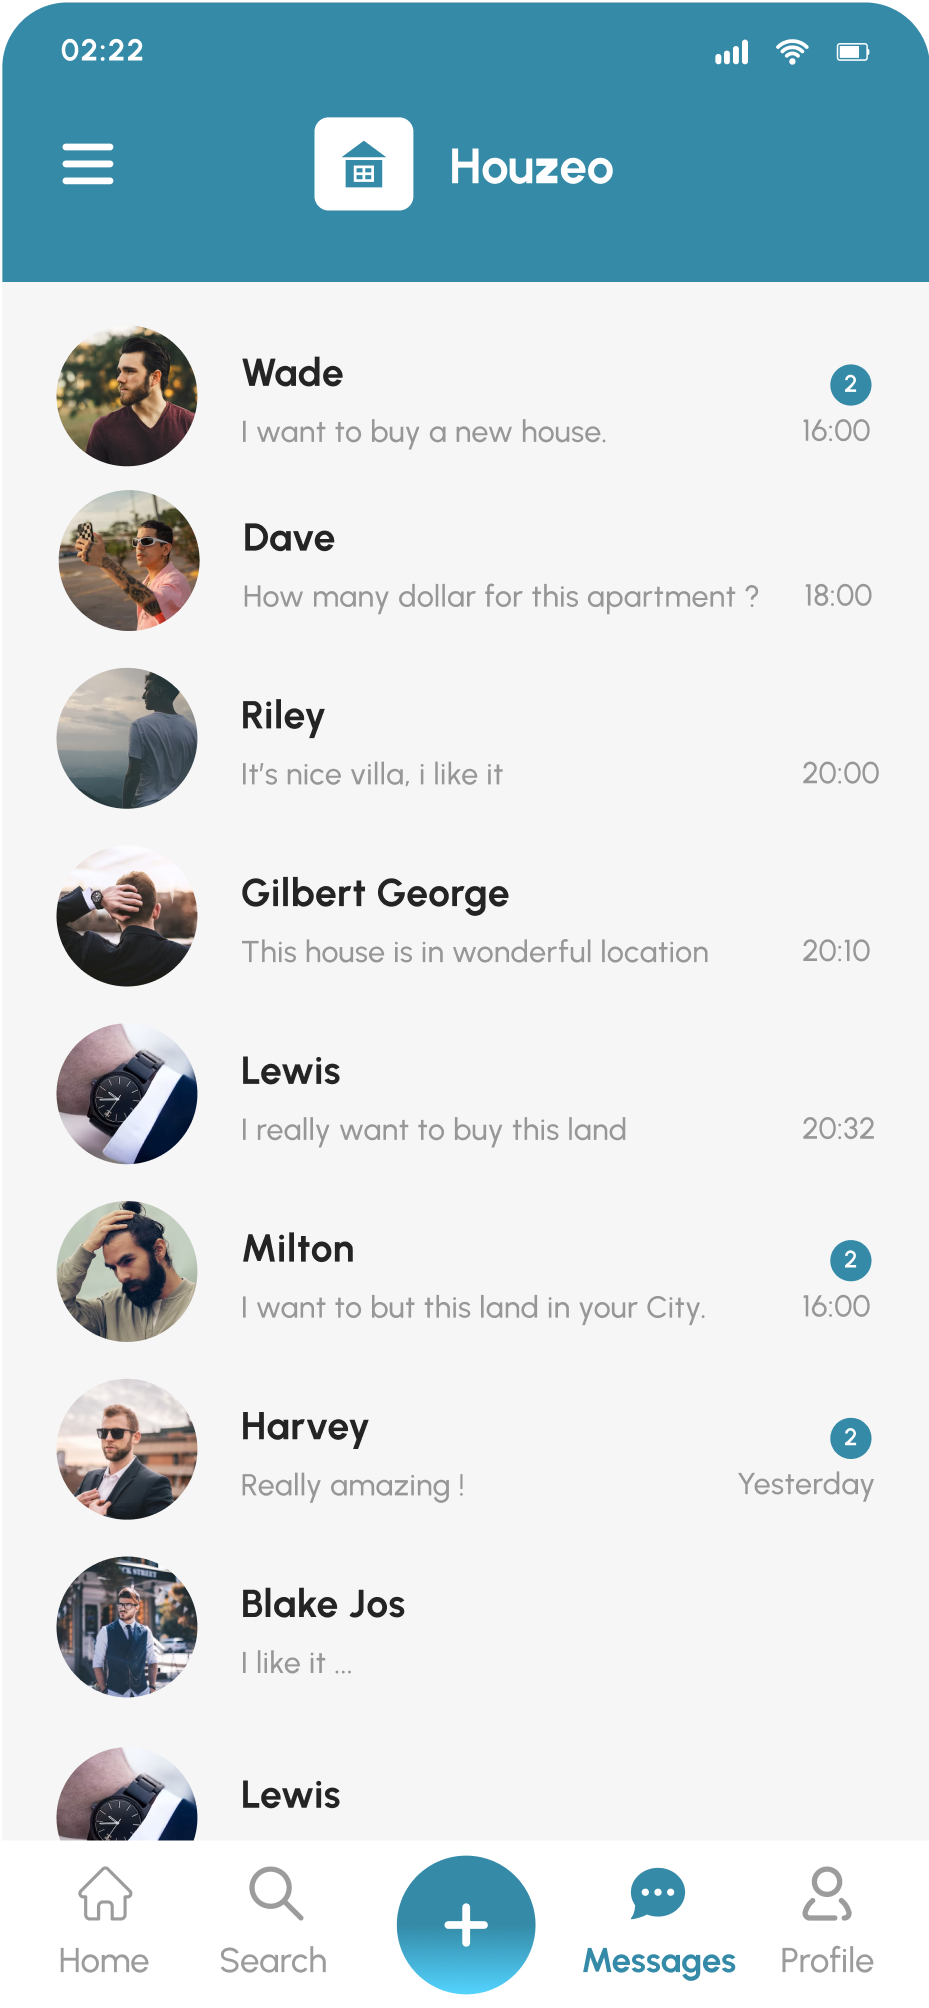 02:22
Houzeo
Wade
2
I want to buy a new house.
16:00
Dave
How many dollar for this apartment ?
18:00
Riley
It's nice villa, i like it
20:00
Gilbert George
This house is in wonderful location
20:10
Lewis
I really want to buy this land
20:32
Milton
2
I want to but this land in your City.
16:00
Harvey
2
Really amazing !
Yesterday
Blake Jos
I like it ...
Lewis
Home
Search
Messages
Profile